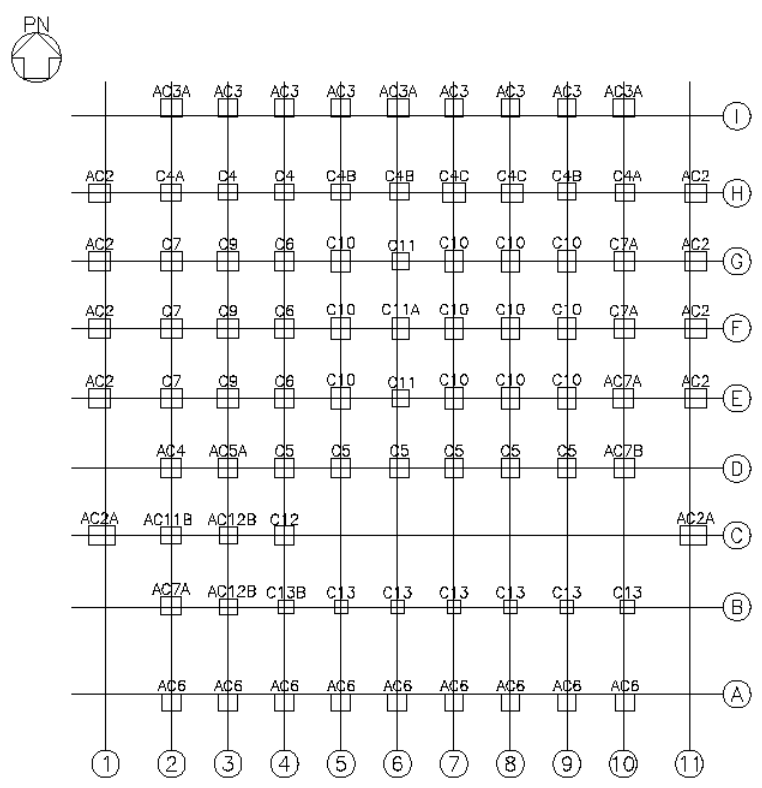 PN
AC3A AC3 AC3 AC3 AC3A AC3 AC3 AC3 AC3A
I
AC2 C4A C4 C4 C4B C4B C4C C4C C4B C4A AC2
H
AC2 C7 C9 C6 C10 C11 C10 C10 C10 C7A AC2
G
AC2 C7 C9 C6 C10 C11A C10 C10 C10 C7A AC2
F
AC2 C7 C9 C6 C10 C11 C10 C10 C10 AC7A AC2
E
AC4 AC5A C5 C5 C5 C5 C5 C5 AC7B
D
AC2A AC11B AC12B C12 AC2A
C
AC7A AC12B C13B C13 C13 C13 C13 C13 C13
B
AC6 AC6 AC6 AC6 AC6 AC6 AC6 AC6 AC6
A
1 2 3 4 5 6 7 8 9 10 11